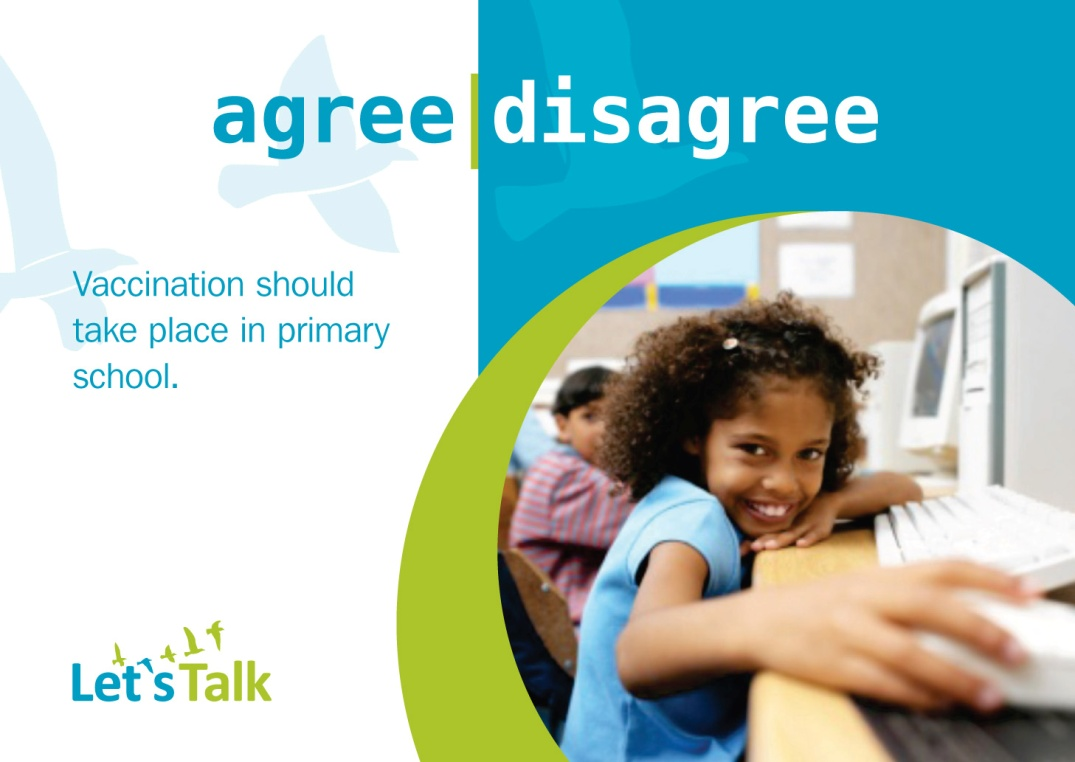 agree disagree
Vaccination should
take place in primary
school.
Let's Talk